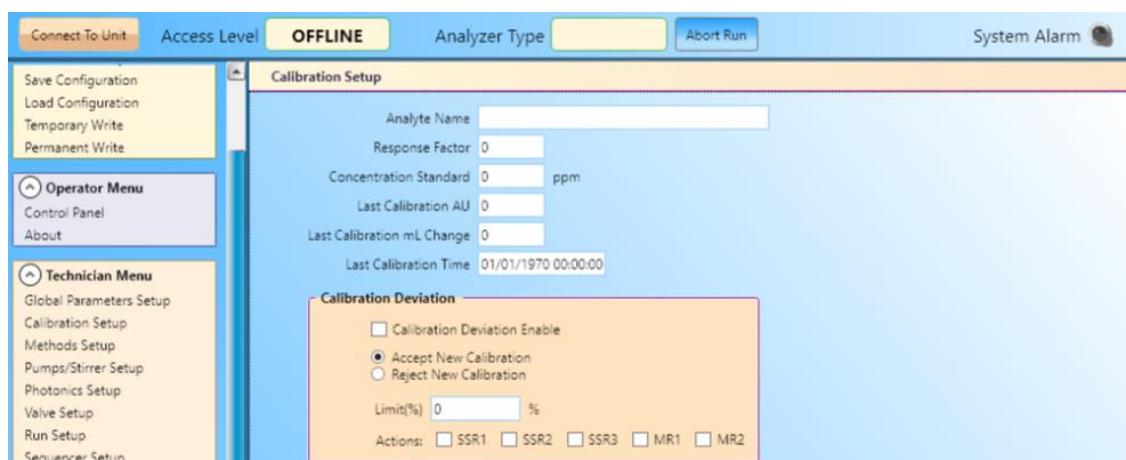 Connect To Unit Access Level OFFLINE Analyzer Type Abort Run System Alarm
Save Configuration
Load Configuration
Temporary Write
Permanent Write
Operator Menu
Control Panel
About
Technician Menu
Global Parameters Setup
Calibration Setup
Methods Setup
Pumps/Stirrer Setup
Photonics Setup
Valve Setup
Run Setup
Sequencer Setup
Calibration Setup
Analyte Name
Response Factor 0
Concentration Standard 0 ppm
Last Calibration AU 0
Last Calibration mL Change 0
Last Calibration Time 01/01/1970 00:00:00
Calibration Deviation
Calibration Deviation Enable
Accept New Calibration
Reject New Calibration
Limit(%) 0 %
Actions: SSR1 SSR2 SSR3 MR1 MR2